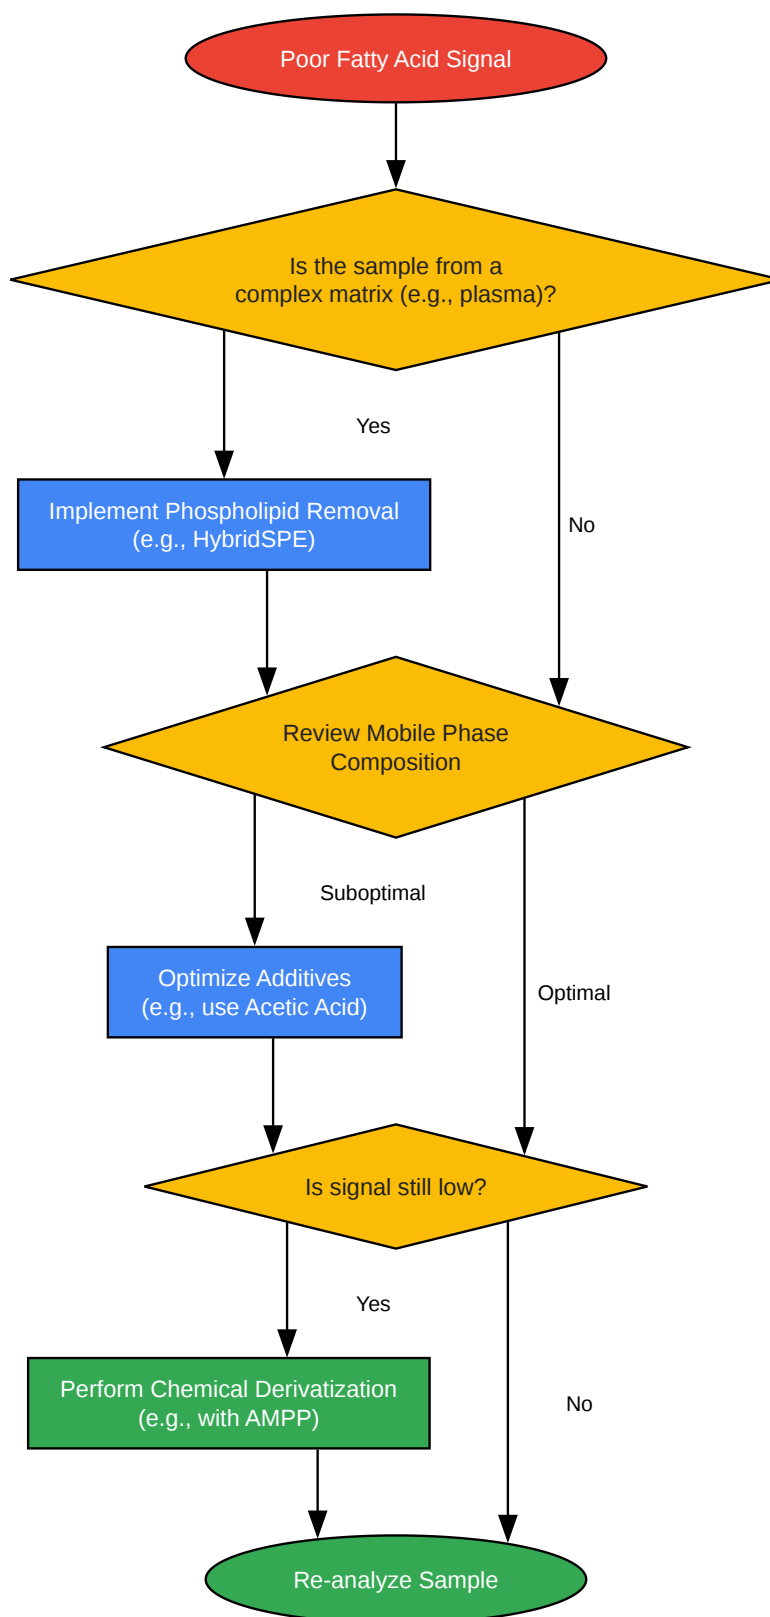 Poor Fatty Acid Signal
Is the sample from a
complex matrix (e.g., plasma)?
Yes
Implement Phospholipid Removal
(e.g., HybridSPE)
No
Review Mobile Phase
Composition
Suboptimal
Optimize Additives
(e.g., use Acetic Acid)
Optimal
Is signal still low?
Yes
Perform Chemical Derivatization
(e.g., with AMPP)
No
Re-analyze Sample